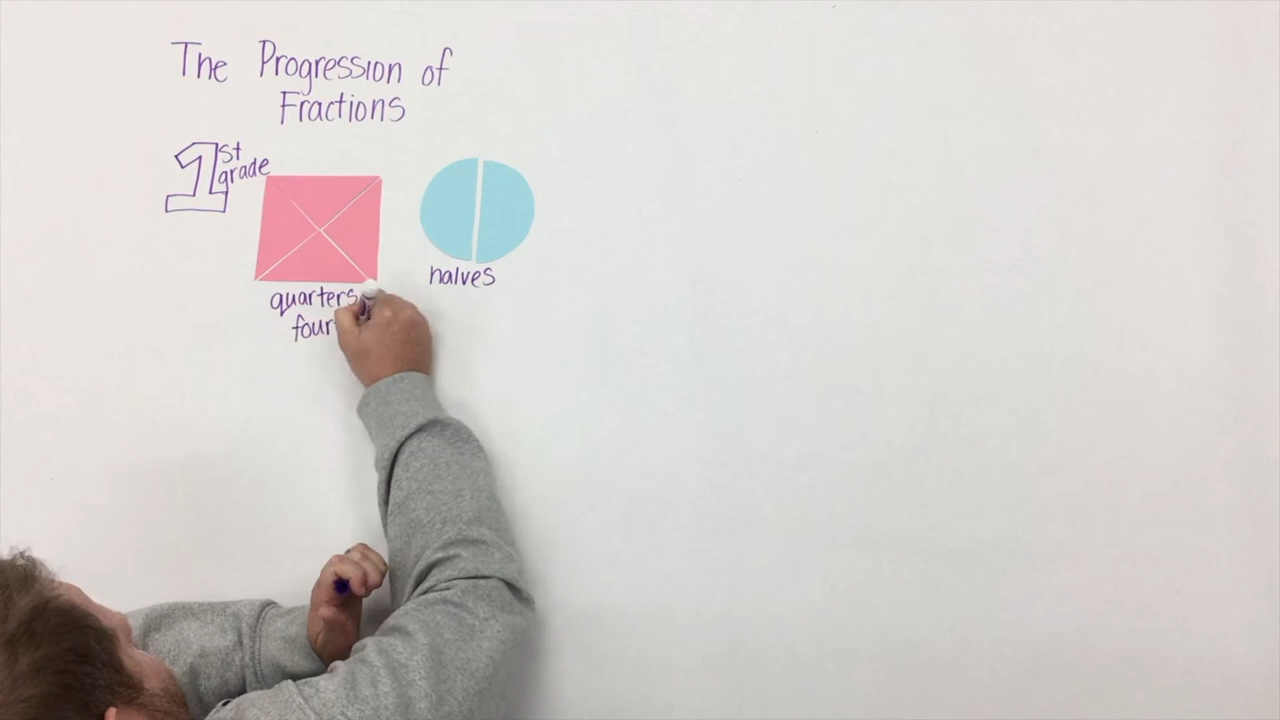 The Progression of
Fractions
1st
grade
halves
quarters
four